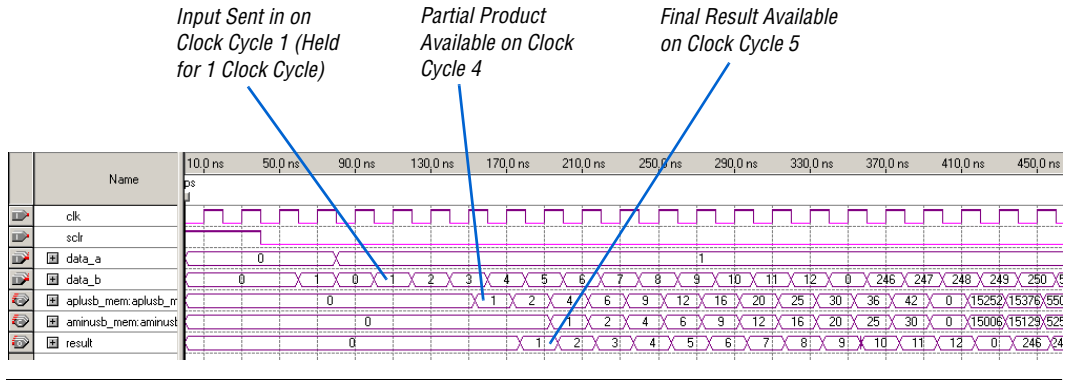 Input Sent in on
Clock Cycle 1 (Held
for 1 Clock Cycle)
Partial Product
Available on Clock
Cycle 4
Final Result Available
on Clock Cycle 5
Name
10.0 ns 50.0 ns 90.0 ns 130.0 ns 170.0 ns 210.0 ns 250.0 ns 290.0 ns 330.0 ns 370.0 ns 410.0 ns 450.0 ns
ps
clk
sclr
data_a 0 1
data_b 0 1 0 1 2 3 4 5 6 7 8 9 10 11 12 0 246 247 248 249 250
aplusb_mem:aplusb_m 0 1 2 4 6 9 12 16 20 25 30 36 42 0 15252 15376 550
aminusb_mem:aminusb 0 1 2 4 6 9 12 16 20 25 30 0 15006 15129 525
result 0 1 2 3 4 5 6 7 8 9 10 11 12 0 246 24